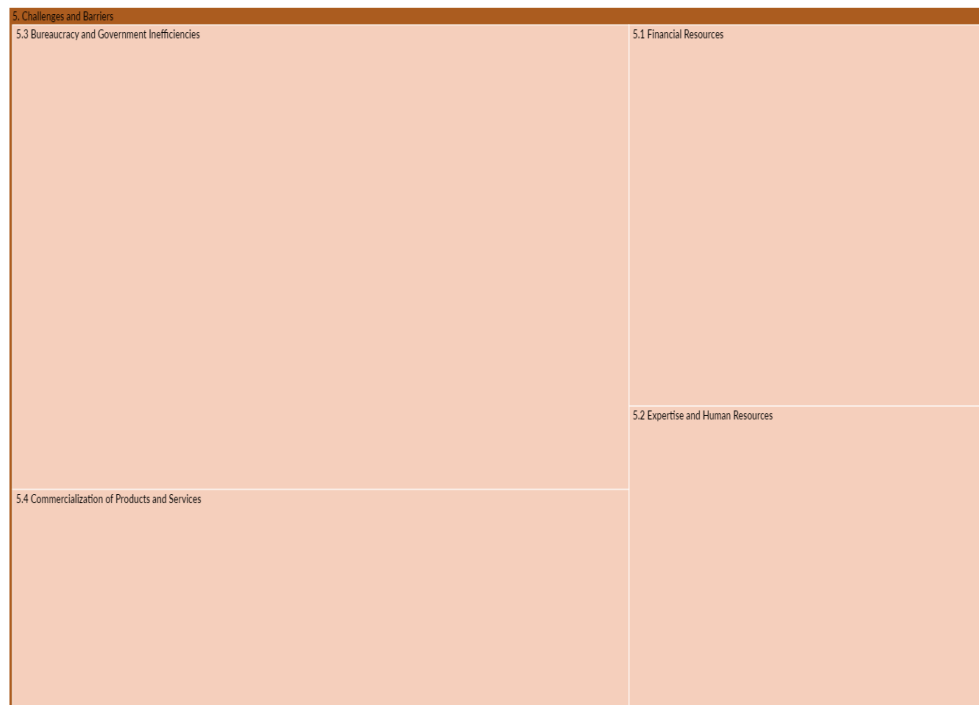 5. Challenges and Barriers
5.3 Bureaucracy and Government Inefficiencies
5.1 Financial Resources
5.2 Expertise and Human Resources
5.4 Commercialization of Products and Services